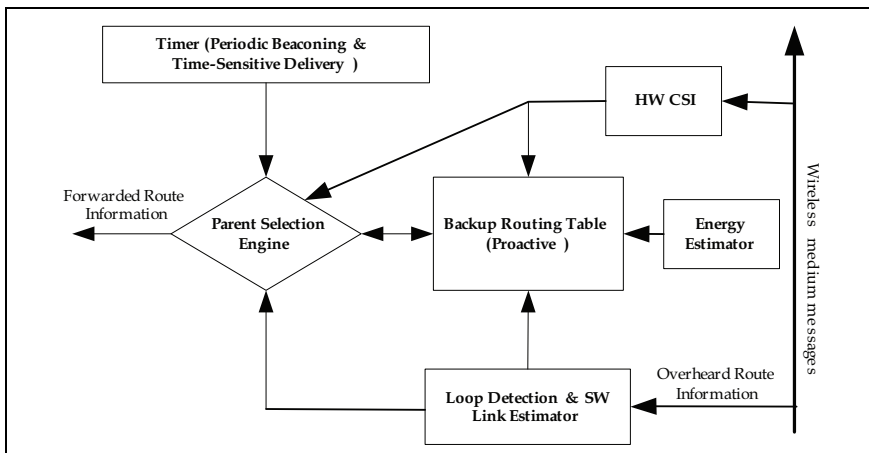 Timer (Periodic Beaconing &
Time-Sensitive Delivery )
HW CSI
Forwarded Route
Information
Parent Selection
Engine
Backup Routing Table
(Proactive )
Energy
Estimator
Wireless medium messages
Overheard Route
Information
Loop Detection & SW
Link Estimator